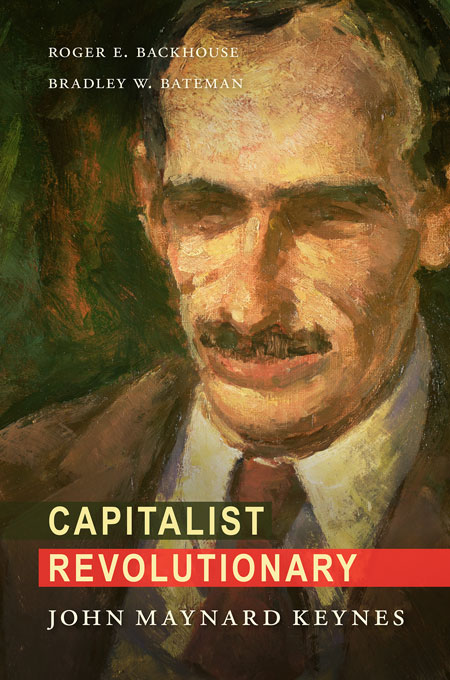 ROGER E. BACKHOUSE
BRADLEY W. BATEMAN
CAPITALIST
REVOLUTIONARY
JOHN MAYNARD KEYNES